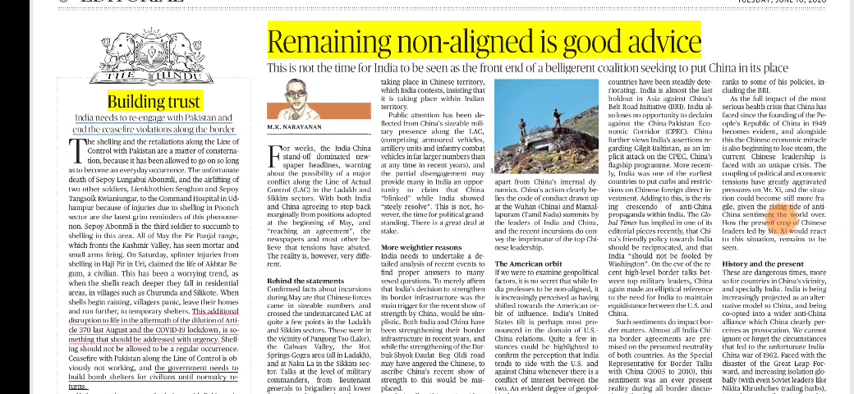 EDITORIAL
TUESDAY, JUNE 16, 2020
THE HINDU
Building trust
India needs to re-engage with Pakistan and
end the ceasefire violations along the border
The shelling and the retaliations along the Line of
Control with Pakistan are a matter of consterna-
tion, because it has been allowed to go on so long
as to become an everyday occurrence. The unfortunate
death of Sepoy Lungabui Abonmli, and the airlifting of
two other soldiers, Lienkhothien Senghon and Sepoy
Tangsoik Kwianiungar, to the Command Hospital in Ud-
hampur because of injuries due to shelling in Poonch
sector are the latest grim reminders of this phenome-
non. Sepoy Abonmli is the third soldier to succumb to
shelling in this area. All of May the Pir Panjal range,
which fronts the Kashmir Valley, has seen mortar and
small arms firing. On Saturday, splinter injuries from
shelling in Haji Pir in Uri, claimed the life of Akhtar Be-
gum, a civilian. This has been a worrying trend, as
when the shells reach deeper they fall in residential
areas, in villages such as Churunda and Silikote. When
shells begin raining, villagers panic, leave their homes
and run further, to temporary shelters. This additional
disruption to life in the aftermath of the dilution of Arti-
cle 370 last August and the COVID-19 lockdown, is so-
mething that should be addressed with urgency. Shell-
ing should not be allowed to be a regular occurrence.
Ceasefire with Pakistan along the Line of Control is ob-
viously not working, and the government needs to
build bomb shelters for civilians until normalcy re-
turns.
Remaining non-aligned is good advice
This is not the time for India to be seen as the front end of a belligerent coalition seeking to put China in its place
M.K. NARAYANAN
For weeks, the India-China
stand-off dominated news-
paper headlines, warning
about the possibility of a major
conflict along the Line of Actual
Control (LAC) in the Ladakh and
Sikkim sectors. With both India
and China agreeing to step back
marginally from positions adopted
at the beginning of May, and
"reaching an agreement", the
newspapers and most other be-
lieve that tensions have abated.
The reality is, however, very diffe-
rent.
Behind the statements
Confirmed facts about incursions
during May are that Chinese forces
came in sizeable numbers and
crossed the undemarcated LAC at
quite a few points in the Ladakh
and Sikkim sectors. These were in
the vicinity of Pangong Tso (Lake),
the Galwan Valley, the Hot
Springs-Gogra area (all in Ladakh),
and at Naku La in the Sikkim sec-
tor. Talks at the level of military
commanders, from lieutenant
generals to brigadiers and lower
taking place in Chinese territory,
which India contests, insisting that
it is taking place within Indian
territory.
Public attention has been de-
flected from China's sizeable mili-
tary presence along the LAC,
(comprising armoured vehicles,
artillery units and infantry combat
vehicles in far larger numbers than
at any time in recent years), and
the partial disengagement may
provide many in India an oppor-
tunity to claim that China
"blinked" while India showed
"steely resolve". This is not, ho-
wever, the time for political grand-
standing. There is a great deal at
stake.
More weightier reasons
India needs to undertake a de-
tailed analysis of recent events to
find proper answers to many
vexed questions. To merely affirm
that India's decision to strengthen
its border infrastructure was the
main trigger for the recent show of
strength by China, would be sim-
plistic. Both India and China have
been strengthening their border
infrastructure in recent years, and
while the strengthening of the Dar-
buk-Shyok-Daulat Beg Oldi road
may have angered the Chinese, to
ascribe China's recent show of
strength to this would be mis-
placed.
apart from China's internal dy-
namics. China's action clearly be-
lies the code of conduct drawn up
at the Wuhan (China) and Mamal-
lapuram (Tamil Nadu) summits by
the leaders of India and China,
and the recent incursions do con-
vey the imprimatur of the top Chi-
nese leadership.
The American orbit
If we were to examine geopolitical
factors, it is no secret that while In-
dia professes to be non-aligned, it
is increasingly perceived as having
shifted towards the American or-
bit of influence. India's United
States tilt is perhaps most pro-
nounced in the domain of U.S.-
China relations. Quite a few in-
stances could be highlighted to
confirm the perception that India
tends to side with the U.S. and
against China whenever there is a
conflict of interest between the
two. An evident degree of geopol-
countries have been steadily dete-
riorating. India is almost the last
holdout in Asia against China's
Belt Road Initiative (BRI). India al-
so loses no opportunity to declaim
against the China-Pakistan Eco-
nomic Corridor (CPEC). China
further views India's assertions re-
garding Gilgit Baltistan, as an im-
plicit attack on the CPEC, China's
flagship programme. More recent-
ly, India was one of the earliest
countries to put curbs and restric-
tions on Chinese foreign direct in-
vestment. Adding to this, is the ri-
sing crescendo of anti-China
propaganda within India. The Glo-
bal Times has implied in one of its
editorial pieces recently, that Chi-
na's friendly policy towards India
should be reciprocated, and that
India "should not be fooled by
Washington". On the eve of the re-
cent high-level border talks bet-
ween top military leaders, China
again made an elliptical reference
to the need for India to maintain
equidistance between the U.S. and
China.
Such sentiments do impact bor-
der matters. Almost all India-Chi-
na border agreements are pre-
mised on the presumed neutrality
of both countries. As the Special
Representative for Border Talks
with China (2005 to 2010), this
sentiment was an ever present
reality during all border discus-
ranks to some of his policies, in-
cluding the BRI.
As the full impact of the most
serious health crisis that China has
faced since the founding of the Peo-
ple's Republic of China in 1949
becomes evident, and alongside
this the Chinese economic miracle
is also beginning to lose steam, the
current Chinese leadership is
faced with an unique crisis. The
coupling of political and economic
tensions have greatly aggravated
pressures on Mr. Xi, and the situa-
tion could become still more fra-
gile, given the rising tide of anti-
China sentiment the world over.
How the present crop of Chinese
leaders led by Mr. Xi would react
to this situation, remains to be
seen.
History and the present
These are dangerous times, more
so for countries in China's vicinity,
and specially India. India is being
increasingly projected as an alter-
native model to China, and being
co-opted into a wider anti-China
alliance which China clearly per-
ceives as provocation. We cannot
ignore or forget the circumstances
that led to the unfortunate India-
China war of 1962. Faced with the
disaster of the Great Leap For-
ward, and increasing isolation glo-
bally (with even Soviet leaders like
Nikita Khrushchev trading barbs),